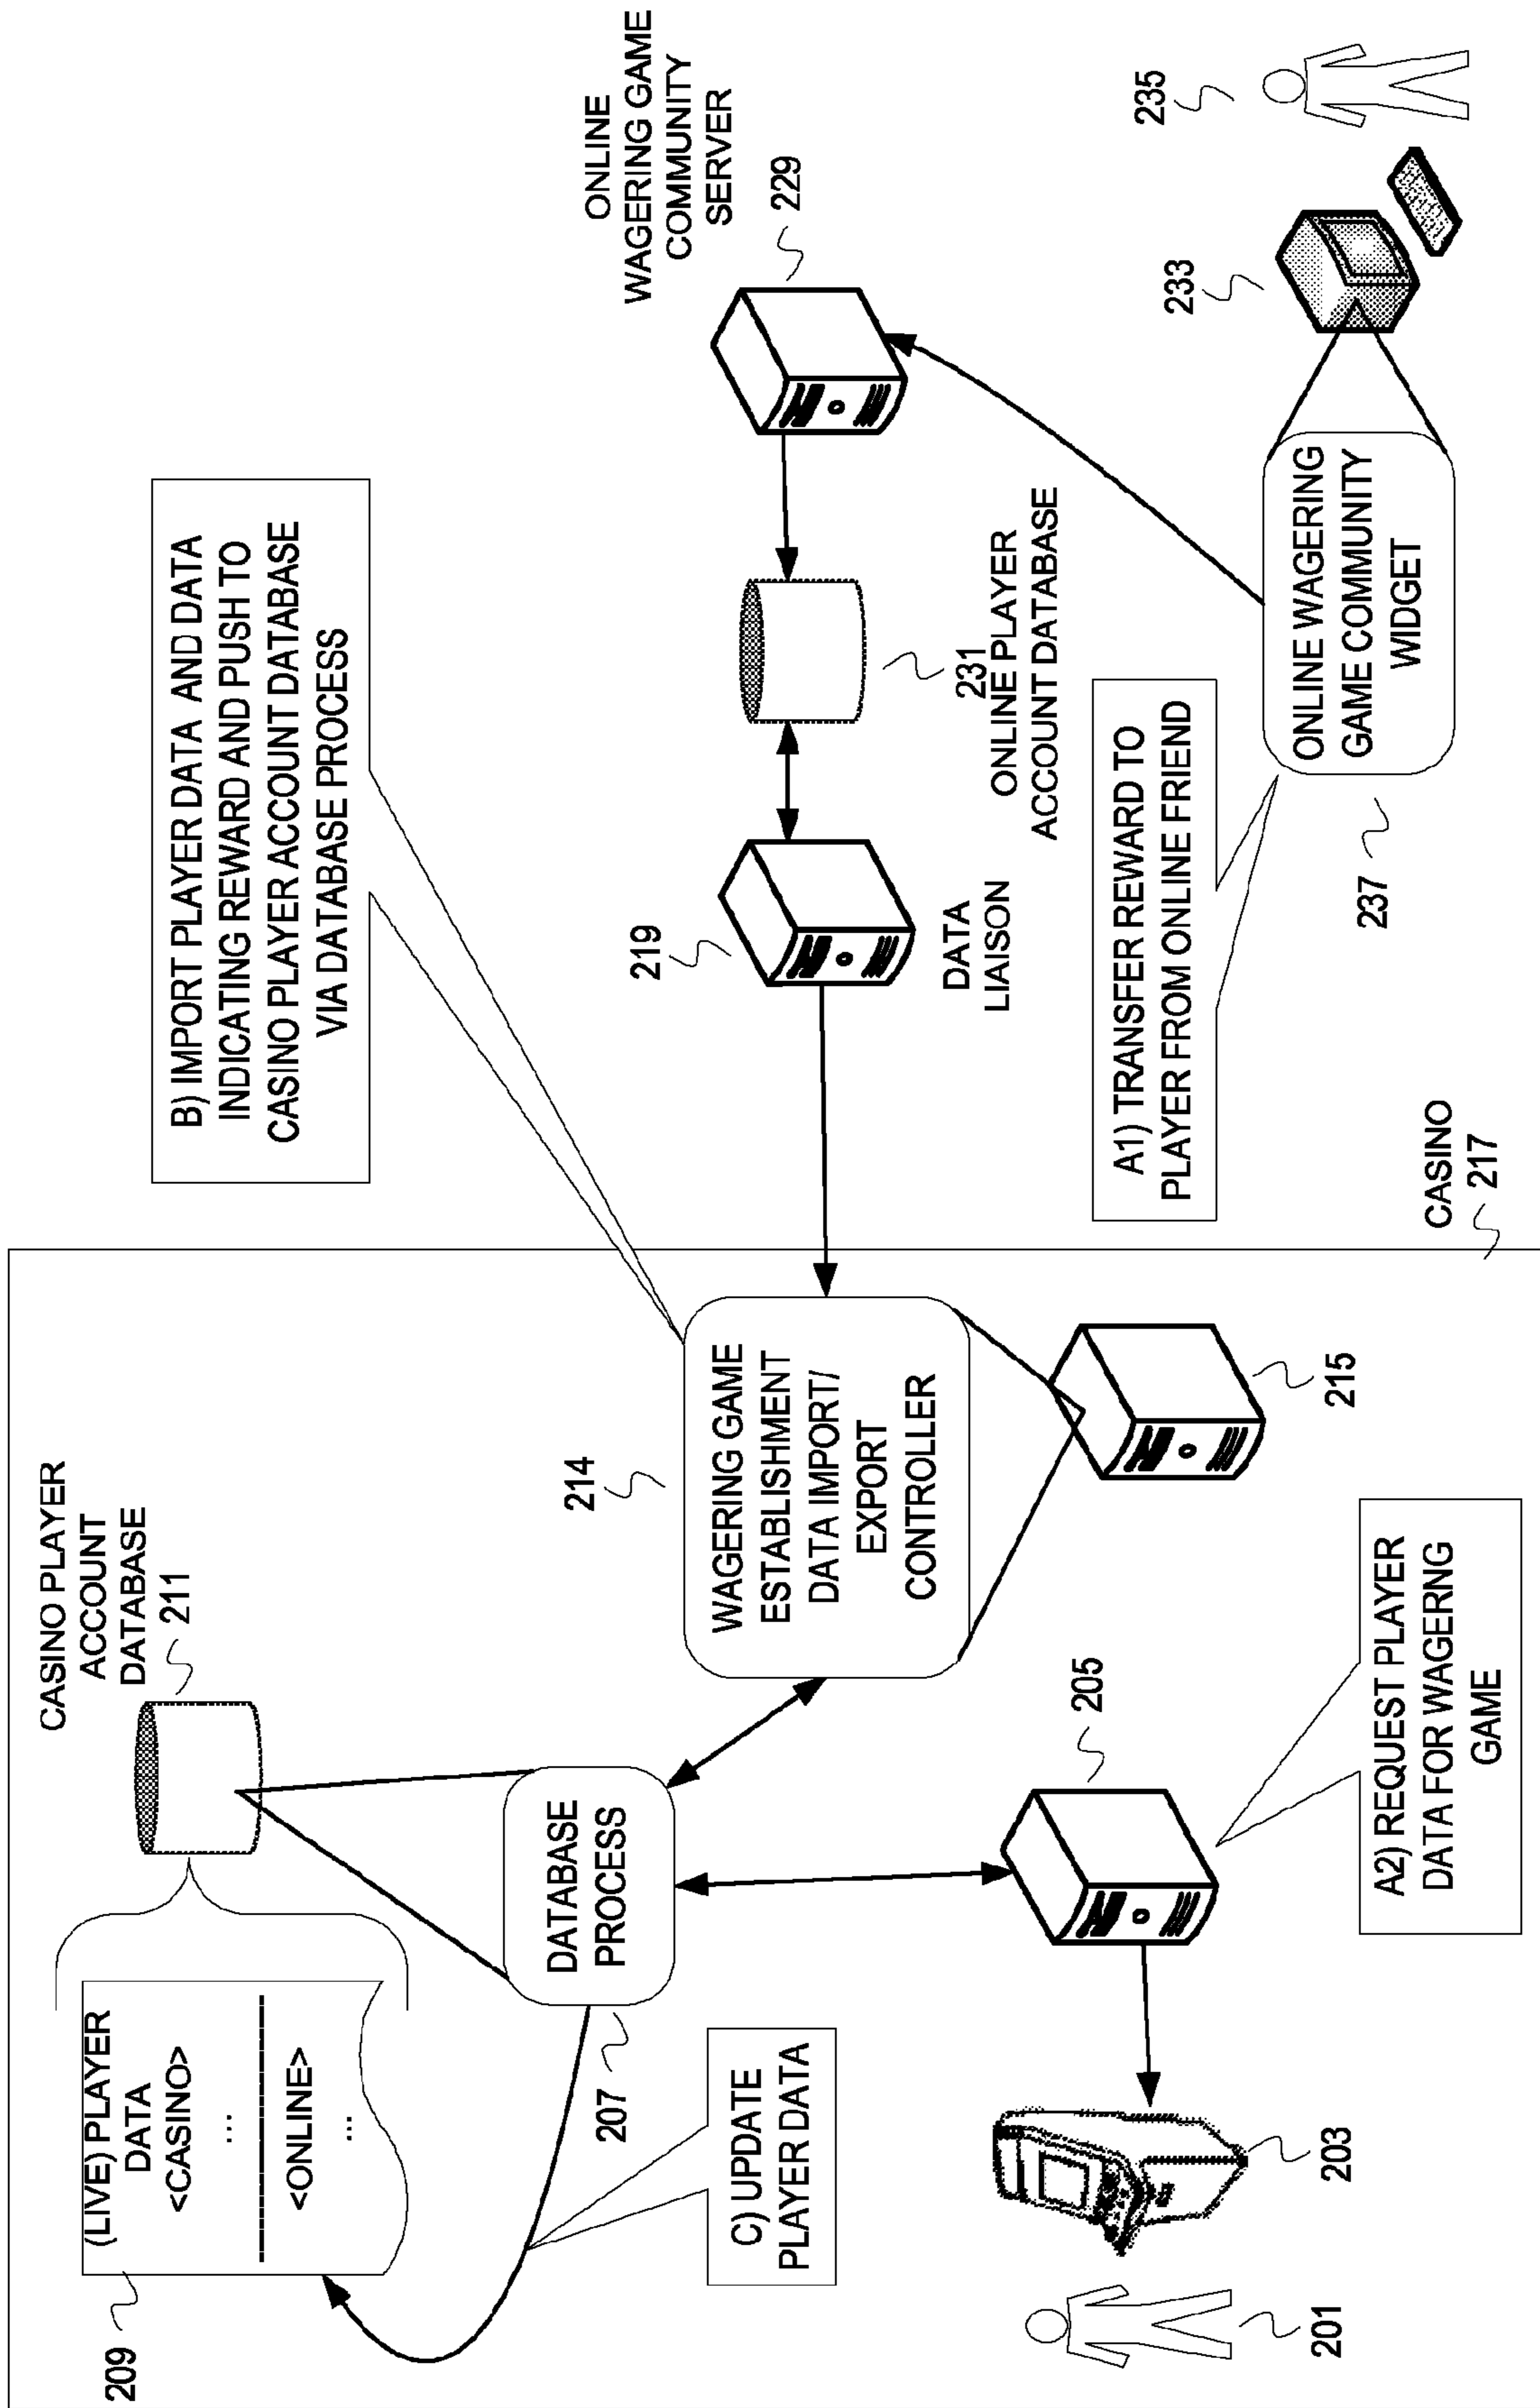 (LIVE) PLAYER
DATA
<CASINO>
...
<ONLINE>
...
209
CASINO PLAYER
ACCOUNT
DATABASE
211
DATABASE
PROCESS
207
C) UPDATE
PLAYER DATA
201
203
205
A2) REQUEST PLAYER
DATA FOR WAGERNG
GAME
214
WAGERING GAME
ESTABLISHMENT
DATA IMPORT/
EXPORT
CONTROLLER
215
CASINO
217
B) IMPORT PLAYER DATA AND DATA
INDICATING REWARD AND PUSH TO
CASINO PLAYER ACCOUNT DATABASE
VIA DATABASE PROCESS
219
DATA
LIAISON
231
ONLINE PLAYER
ACCOUNT DATABASE
ONLINE
WAGERING GAME
COMMUNITY
SERVER
229
A1) TRANSFER REWARD TO
PLAYER FROM ONLINE FRIEND
ONLINE WAGERING
GAME COMMUNITY
WIDGET
237
233
235